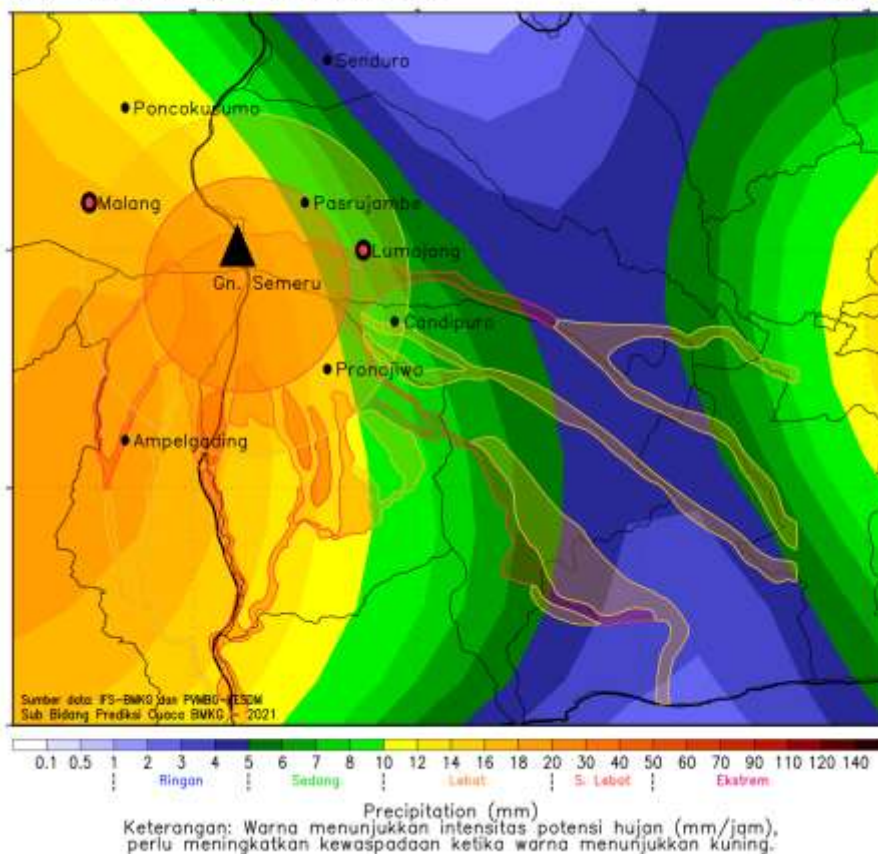 Senduro
Poncokusumo
Malang
Pasrujambe
Lumajang
Gn. Semeru
Candipuro
Pronojiwo
Ampelgading
Sumber data: IFS-BMKG dan PVMBG-KESDM
Sub Bidang Prediksi Cuaca BMKG - 2021
0.1 0.5 1 2 3 4 5 6 7 8 10 12 14 16 18 20 30 40 50 60 70 90 110 120 140
Ringan Sedang Lebat S. Lebat Ekstrem
Precipitation (mm)
Keterangan: Warna menunjukkan intensitas potensi hujan (mm/jam),
perlu meningkatkan kewaspadaan ketika warna menunjukkan kuning.